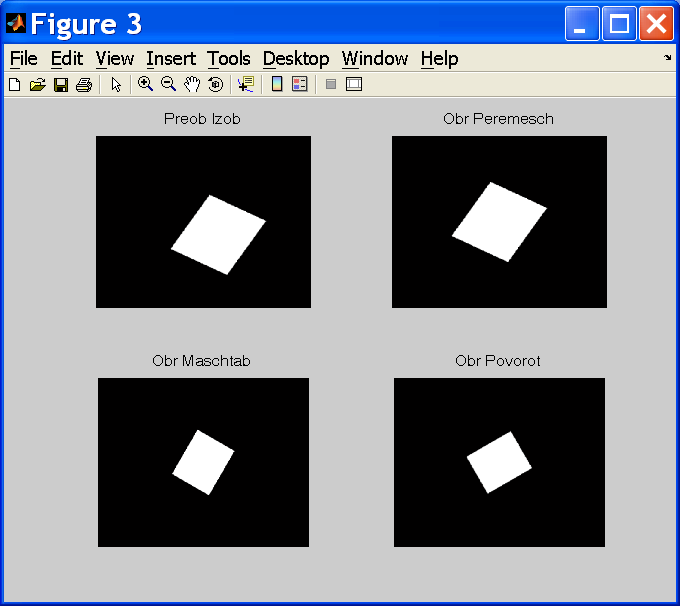 Figure 3
File Edit View Insert Tools Desktop Window Help
Preob Izob
Obr Peremesch
Obr Maschtab
Obr Povorot